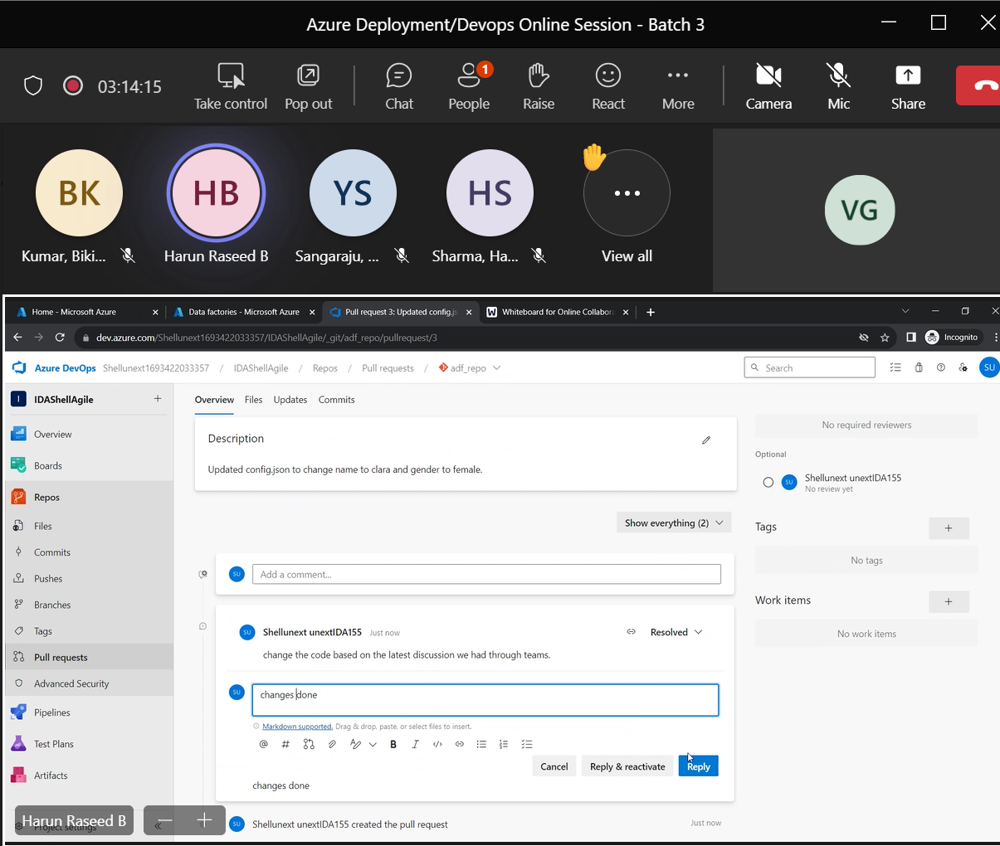 Azure Deployment/Devops Online Session - Batch 3
03:14:15
Take control
Pop out
Chat
1
People
Raise
React
More
Camera
Mic
Share
BK
HB
YS
HS
VG
Kumar, Biki...
Harun Raseed B
Sangaraju, ...
Sharma, Ha...
View all
Home - Microsoft Azure
Data factories - Microsoft Azure
Pull request 3: Updated config.js
W Whiteboard for Online Collabora
dev.azure.com/Shellunext1693422033357/IDAShellAgile/_git/adf_repo/pullrequest/3
Incognito
Azure DevOps Shellunext1693422033357 / IDAShellAgile / Repos / Pull requests / adf_repo
Search
SU
I IDAShellAgile
Overview
Boards
Repos
Files
Commits
Pushes
Branches
Tags
Pull requests
Advanced Security
Pipelines
Test Plans
Artifacts
Project settings
Harun Raseed B
Overview Files Updates Commits
Description
Updated config.json to change name to clara and gender to female.
Show everything (2)
SU Add a comment...
SU Shellunext unextIDA155 Just now
Resolved
change the code based on the latest discussion we had through teams.
SU changes done
Markdown supported. Drag & drop, paste, or select files to insert.
@ # B I </>
Cancel Reply & reactivate Reply
changes done
SU Shellunext unextIDA155 created the pull request
Just now
No required reviewers
Optional
SU Shellunext unextIDA155
No review yet
Tags
No tags
Work items
No work items